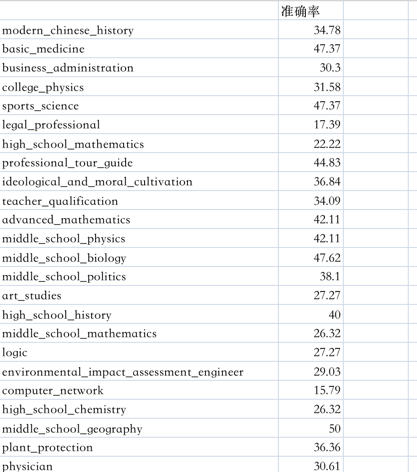 准确率
modern_chinese_history 34.78
basic_medicine 47.37
business_administration 30.3
college_physics 31.58
sports_science 47.37
legal_professional 17.39
high_school_mathematics 22.22
professional_tour_guide 44.83
ideological_and_moral_cultivation 36.84
teacher_qualification 34.09
advanced_mathematics 42.11
middle_school_physics 42.11
middle_school_biology 47.62
middle_school_politics 38.1
art_studies 27.27
high_school_history 40
middle_school_mathematics 26.32
logic 27.27
environmental_impact_assessment_engineer 29.03
computer_network 15.79
high_school_chemistry 26.32
middle_school_geography 50
plant_protection 36.36
physician 30.61